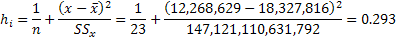 h_i = 1/n + (x − x̄)²/SS_x = 1/23 + (12,268,629 − 18,327,816)²/147,121,110,631,792 = 0.293